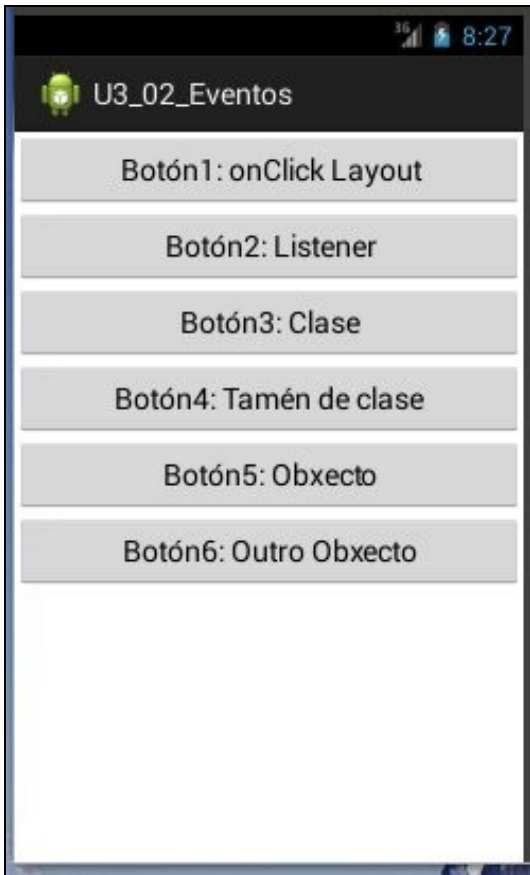 3G 8:27
U3_02_Eventos
Botón1: onClick Layout
Botón2: Listener
Botón3: Clase
Botón4: Tamén de clase
Botón5: Obxecto
Botón6: Outro Obxecto